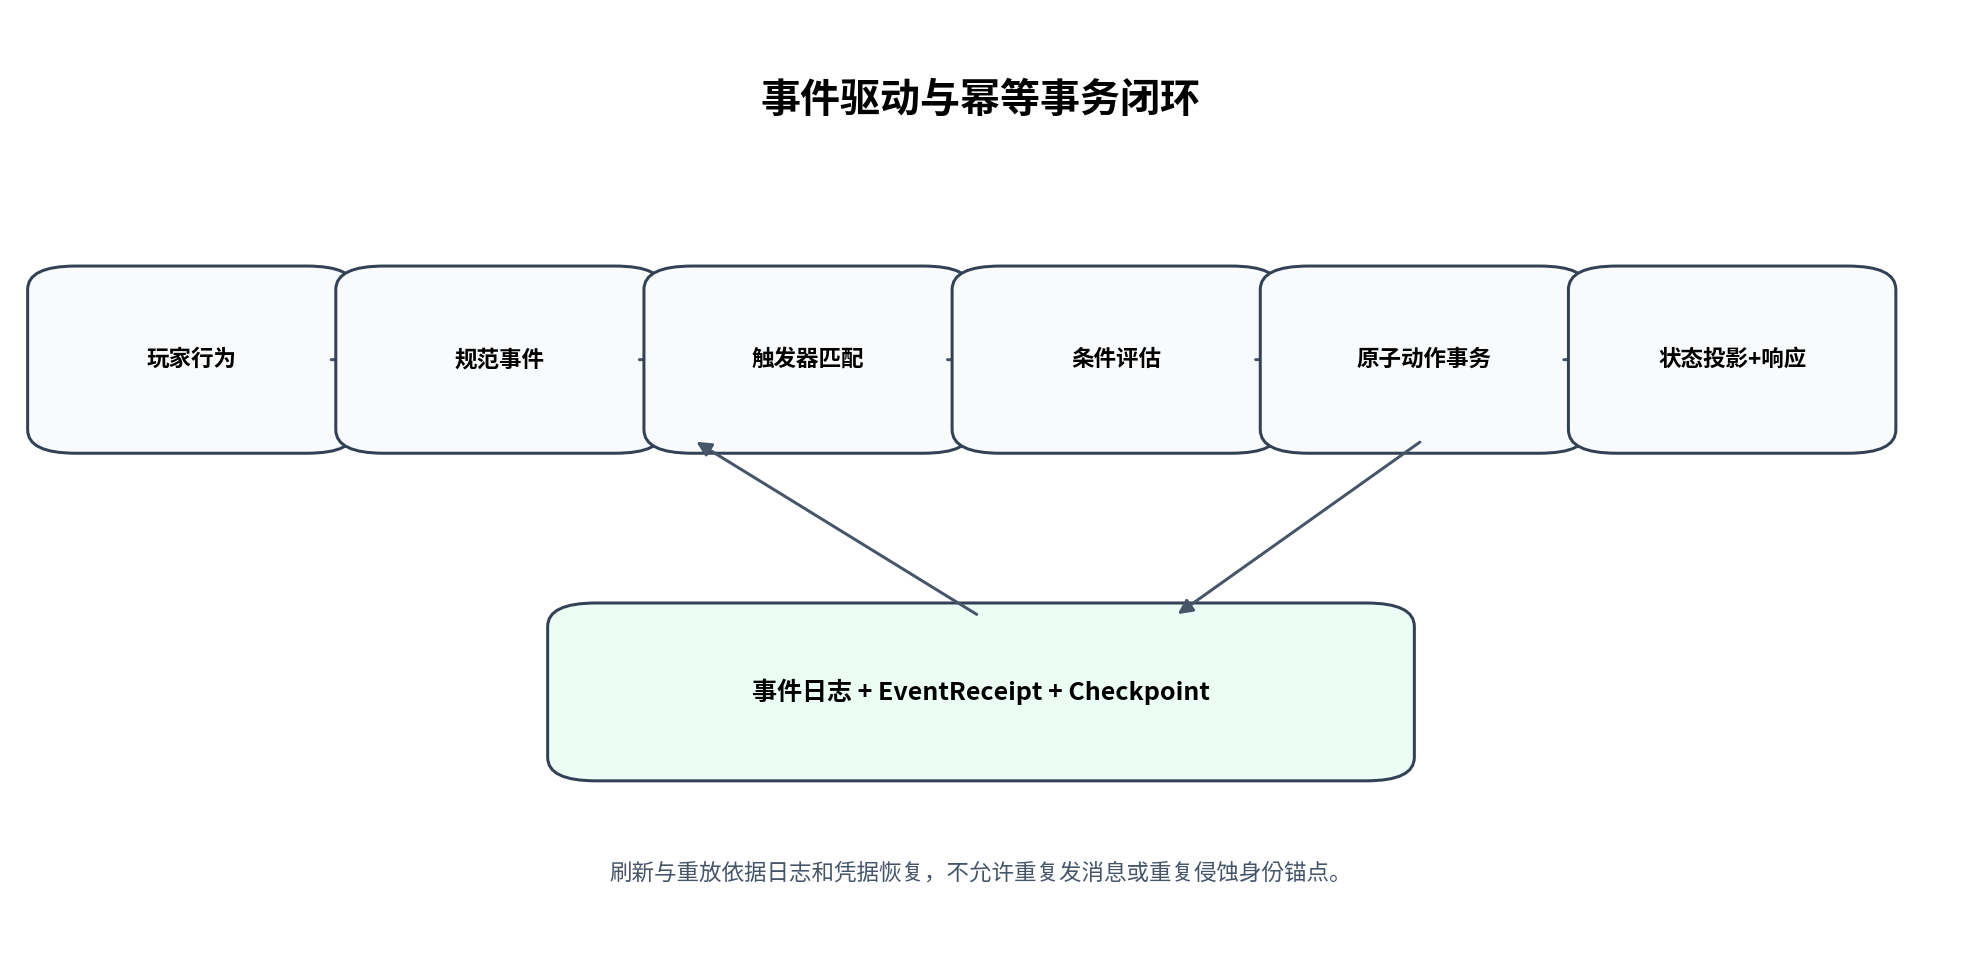 事件驱动与幂等事务闭环
玩家行为
规范事件
触发器匹配
条件评估
原子动作事务
状态投影+响应
事件日志 + EventReceipt + Checkpoint
刷新与重放依据日志和凭据恢复，不允许重复发消息或重复侵蚀身份锚点。